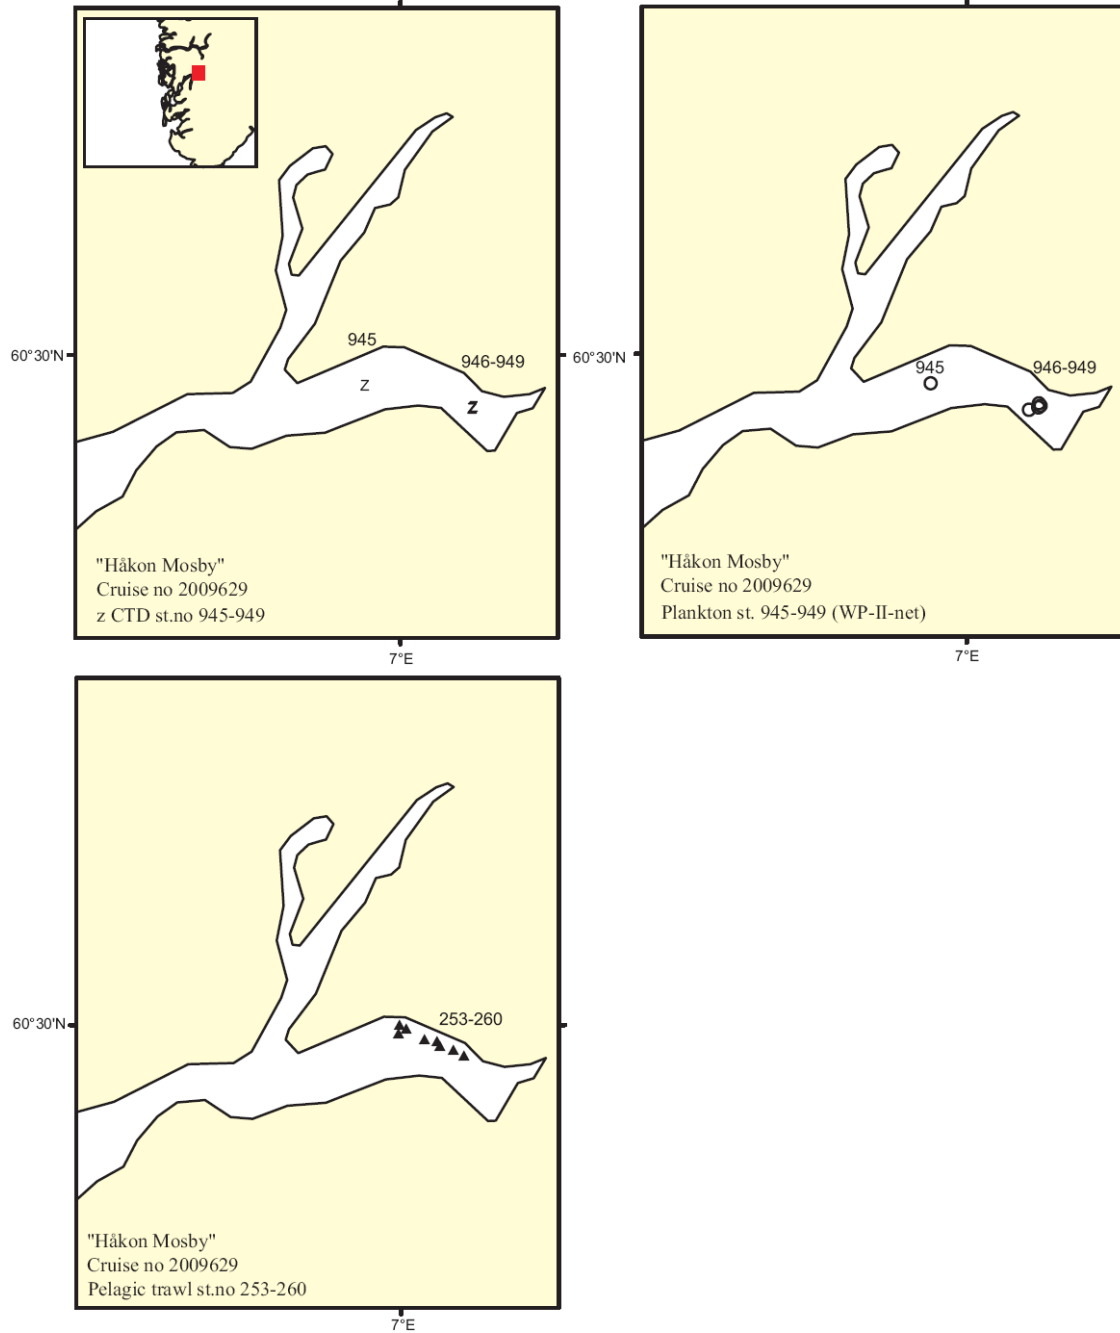 945
60°30'N
946-949
z
z
"Håkon Mosby"
Cruise no 2009629
z CTD st.no 945-949
7°E
60°30'N
945
946-949
"Håkon Mosby"
Cruise no 2009629
Plankton st. 945-949 (WP-II-net)
7°E
60°30'N
253-260
"Håkon Mosby"
Cruise no 2009629
Pelagic trawl st.no 253-260
7°E